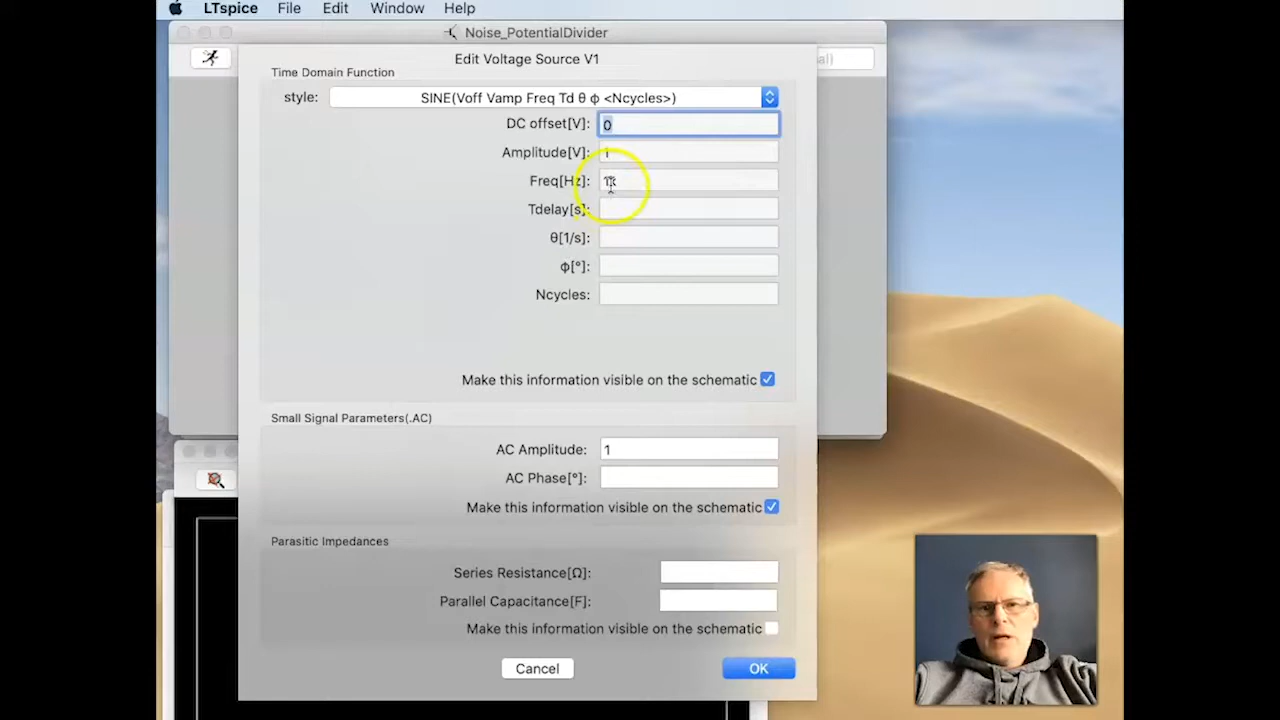 LTspice File Edit Window Help
Noise_PotentialDivider
Edit Voltage Source V1
Time Domain Function
style: SINE(Voff Vamp Freq Td θ ϕ <Ncycles>)
DC offset[V]: 0
Amplitude[V]: 1
Freq[Hz]:
Tdelay[s]:
θ[1/s]:
ϕ[°]:
Ncycles:
Make this information visible on the schematic
Small Signal Parameters(.AC)
AC Amplitude: 1
AC Phase[°]:
Make this information visible on the schematic
Parasitic Impedances
Series Resistance[Ω]:
Parallel Capacitance[F]:
Make this information visible on the schematic
Cancel OK